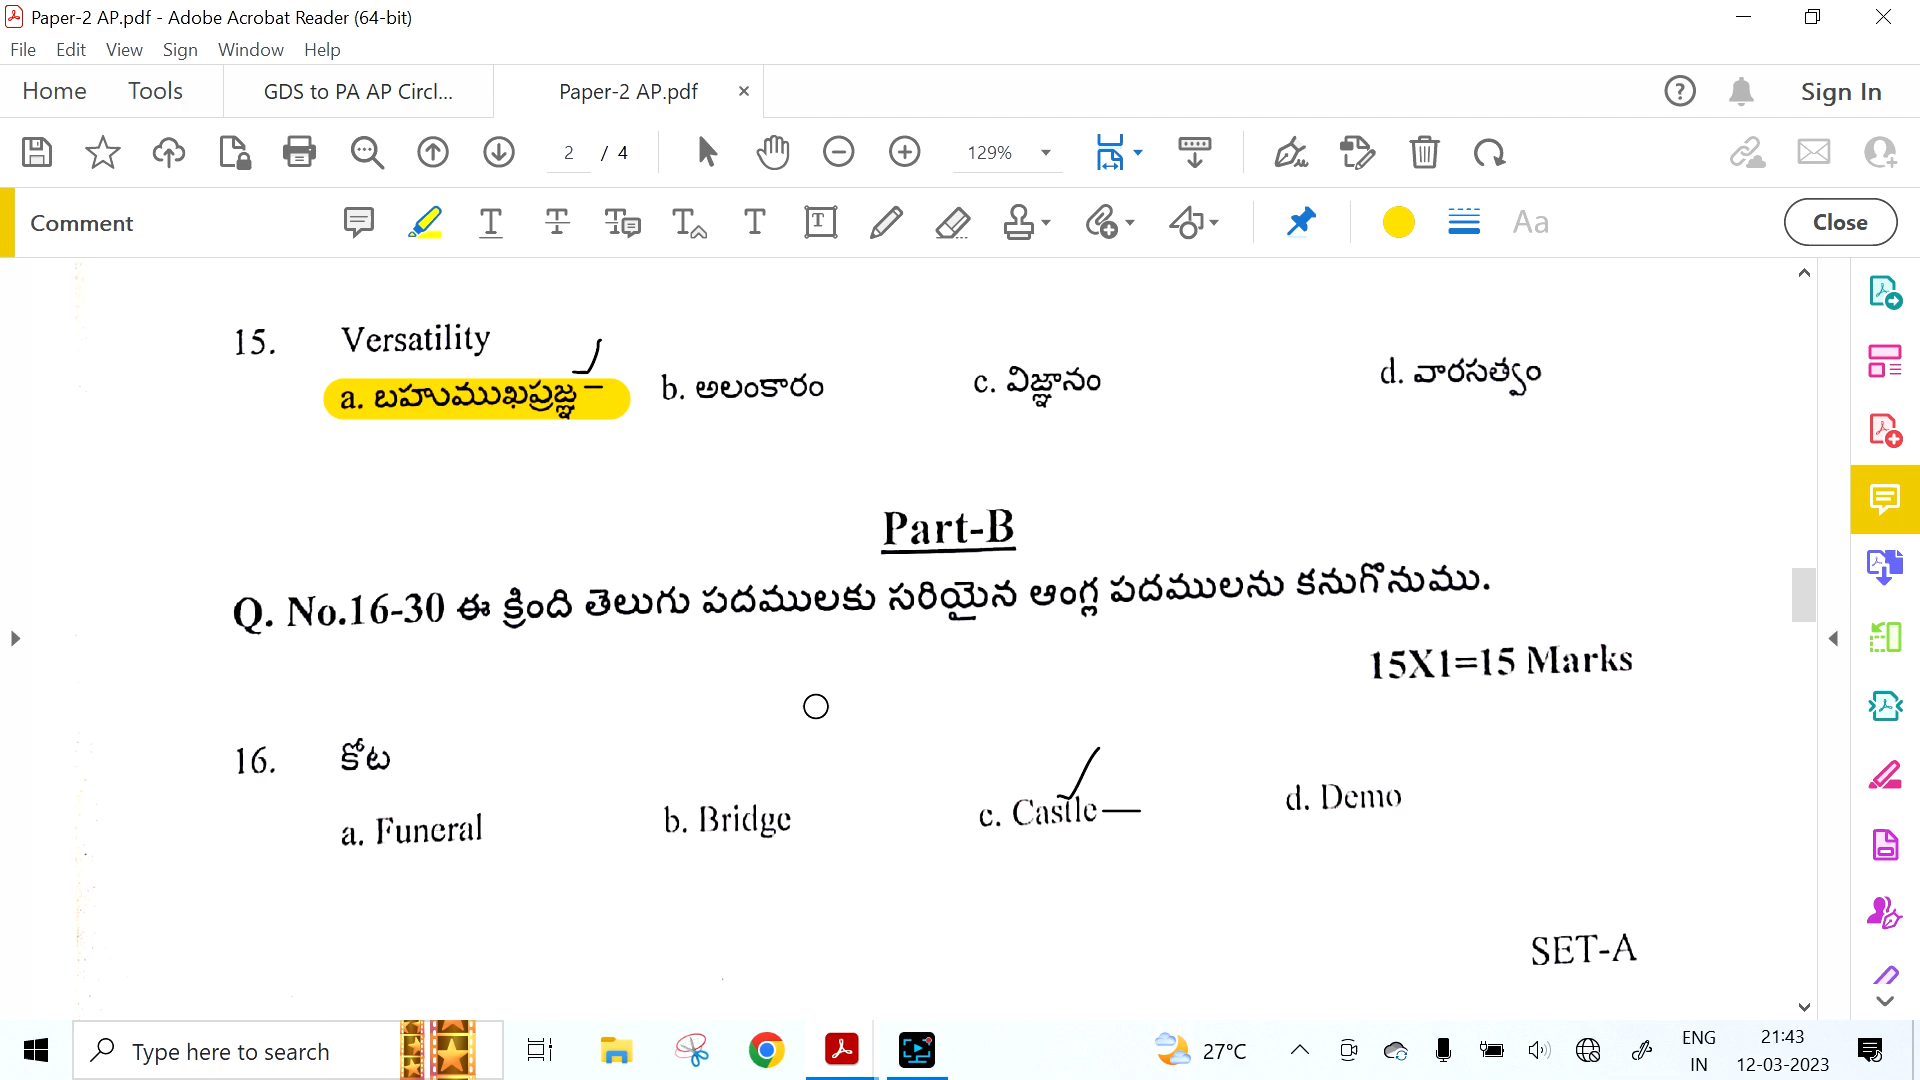 Paper-2 AP.pdf - Adobe Acrobat Reader (64-bit)
File Edit View Sign Window Help
Home Tools GDS to PA AP Circl... Paper-2 AP.pdf × Sign In
2 / 4 129%
Comment Aa Close
15. Versatility
a. బహుముఖప్రజ్ఞ b. అలంకారం c. విజ్ఞానం d. వారసత్వం
Part-B
Q. No.16-30 ఈ క్రింది తెలుగు పదములకు సరియైన ఆంగ్ల పదములను కనుగొనుము.
15X1=15 Marks
16. కోట
a. Funeral b. Bridge c. Castle d. Demo
SET-A
Type here to search 27°C ENG IN 21:43 12-03-2023